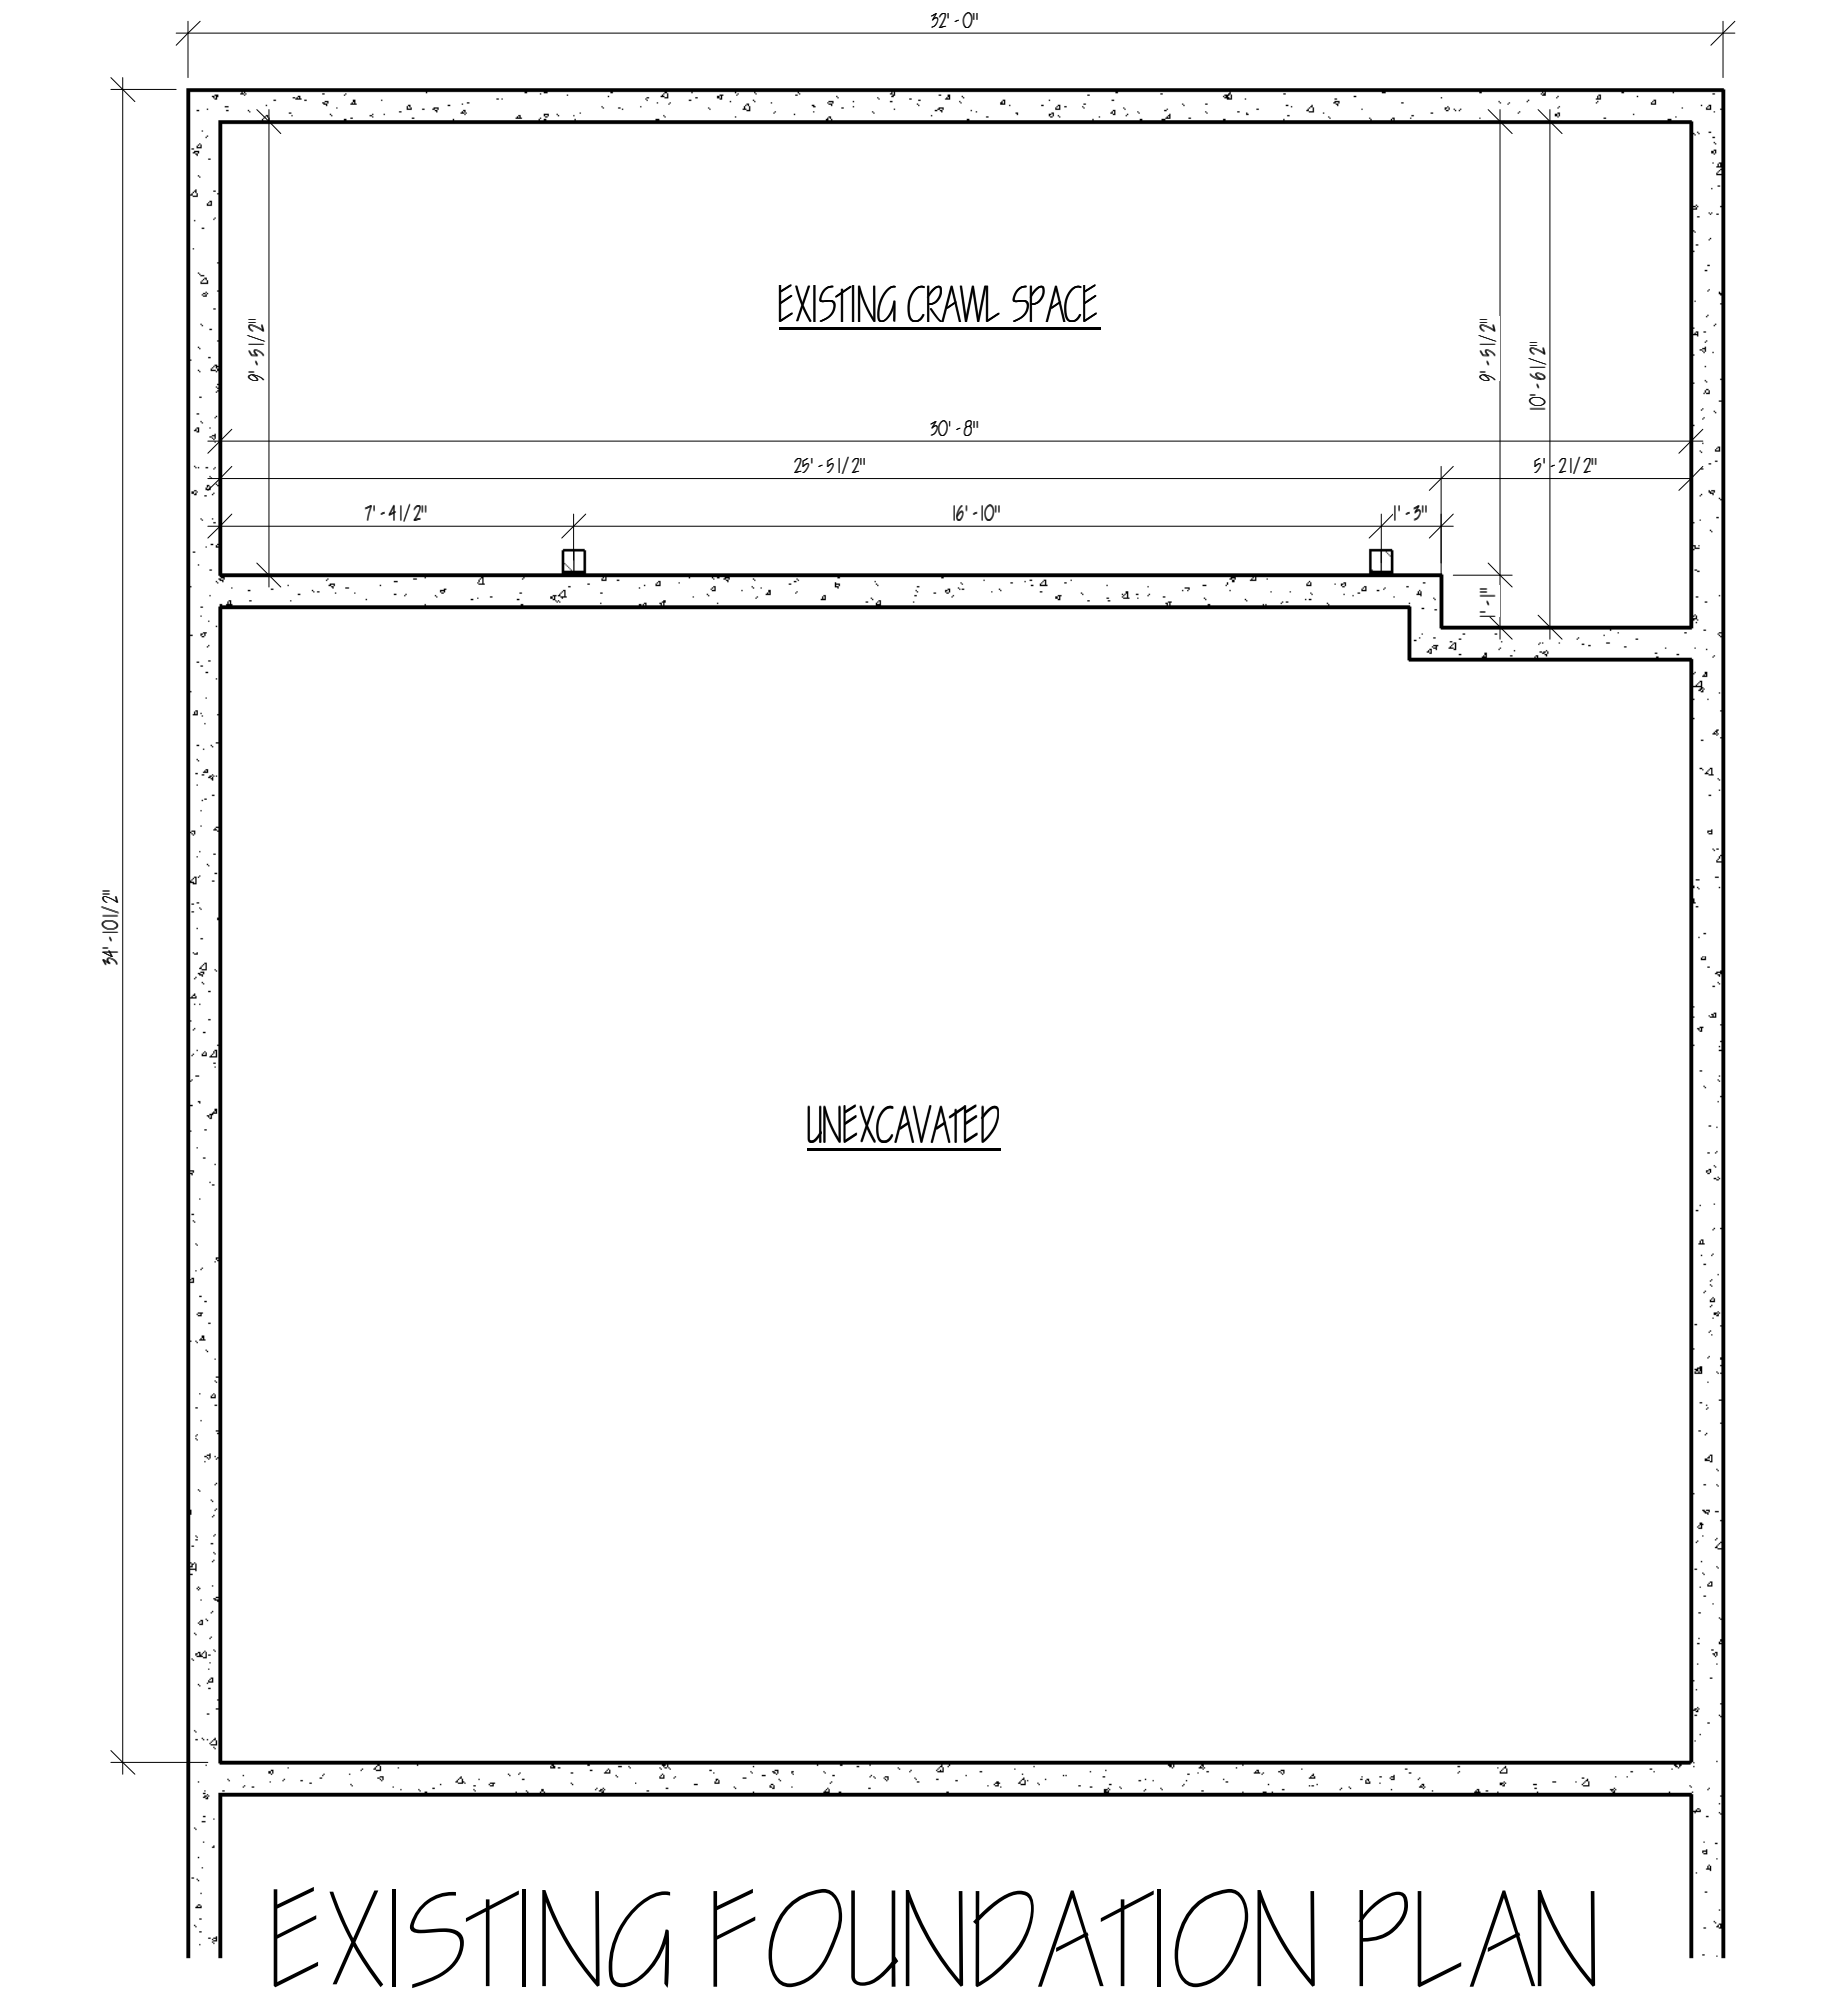 32' - 0"
EXISTING CRAWL SPACE
9' - 5 1/2"
9' - 5 1/2"
10' - 6 1/2"
30' - 8"
25' - 5 1/2"
5' - 2 1/2"
7' - 4 1/2"
16' - 10"
1' - 3"
1' - 1"
34' - 10 1/2"
UNEXCAVATED
EXISTING FOUNDATION PLAN